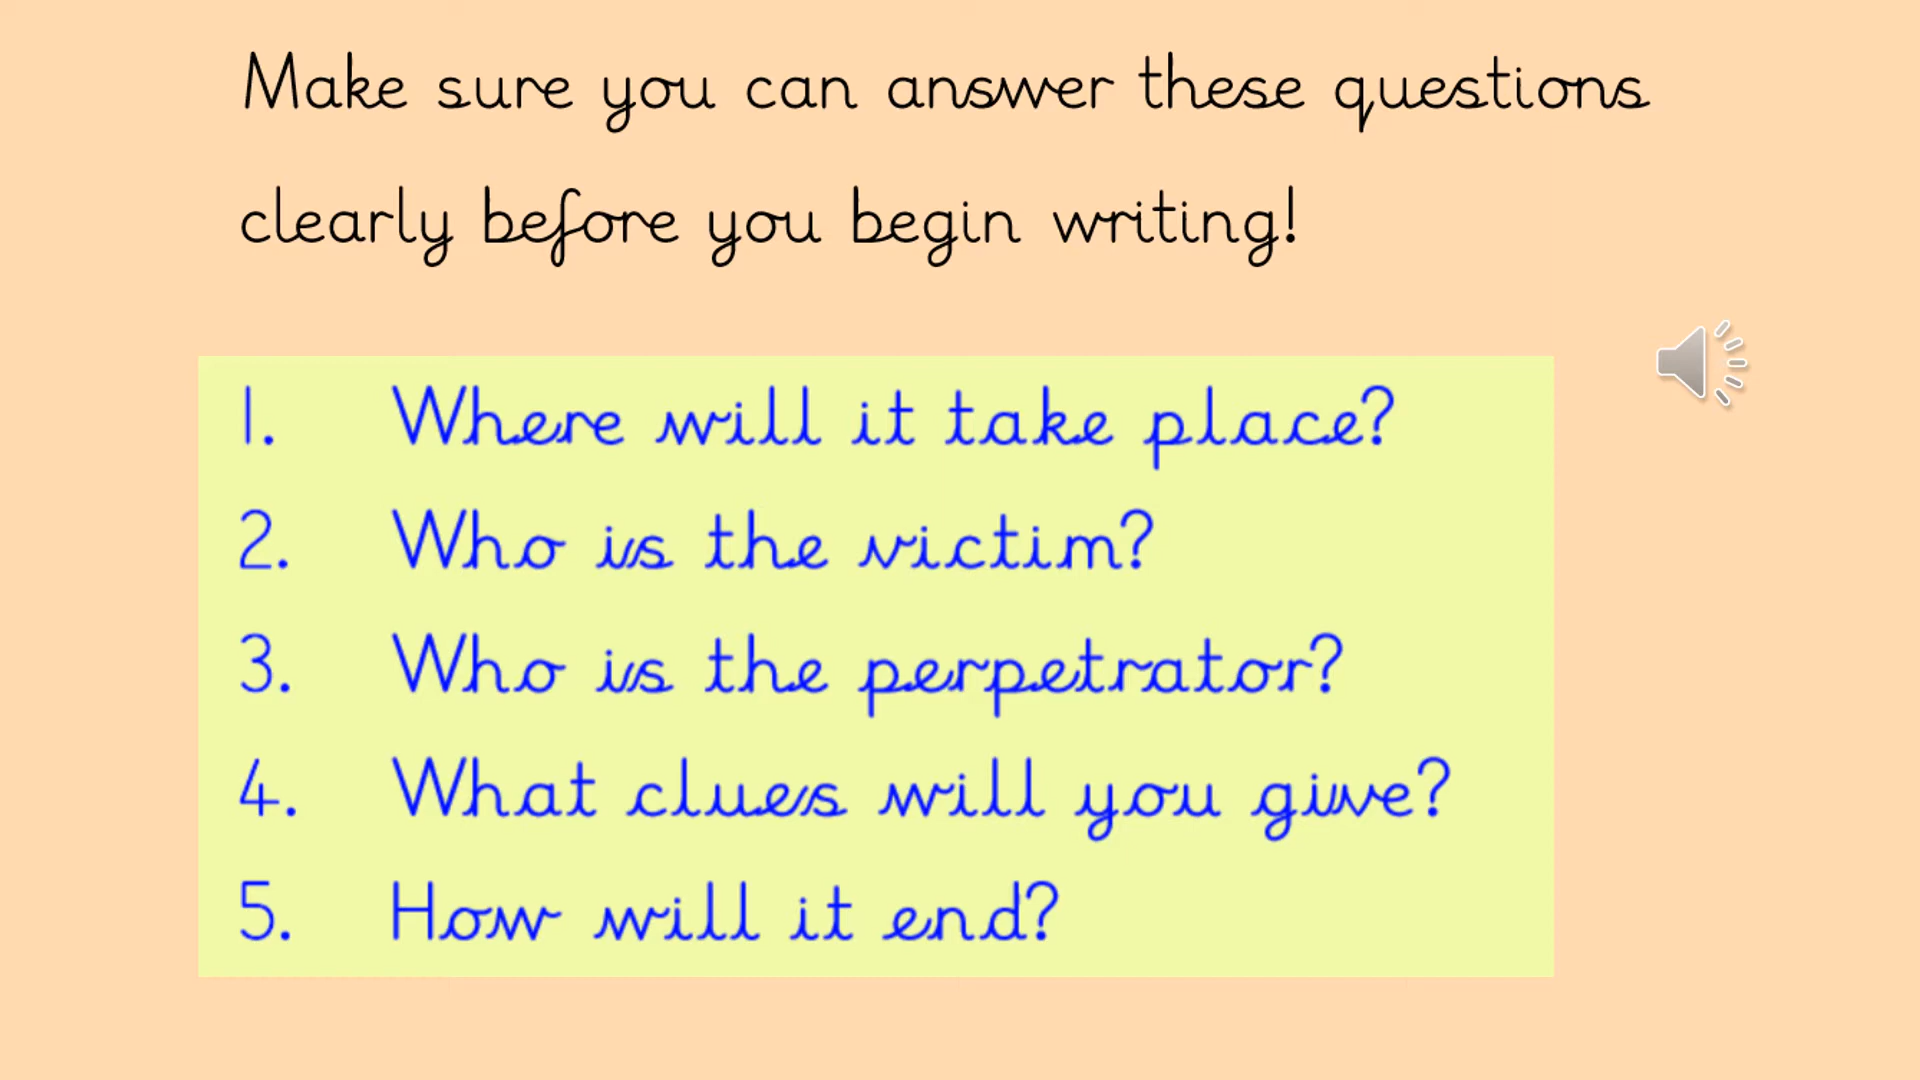 Make sure you can answer these questions
clearly before you begin writing!
1. Where will it take place?
2. Who is the victim?
3. Who is the perpetrator?
4. What clues will you give?
5. How will it end?